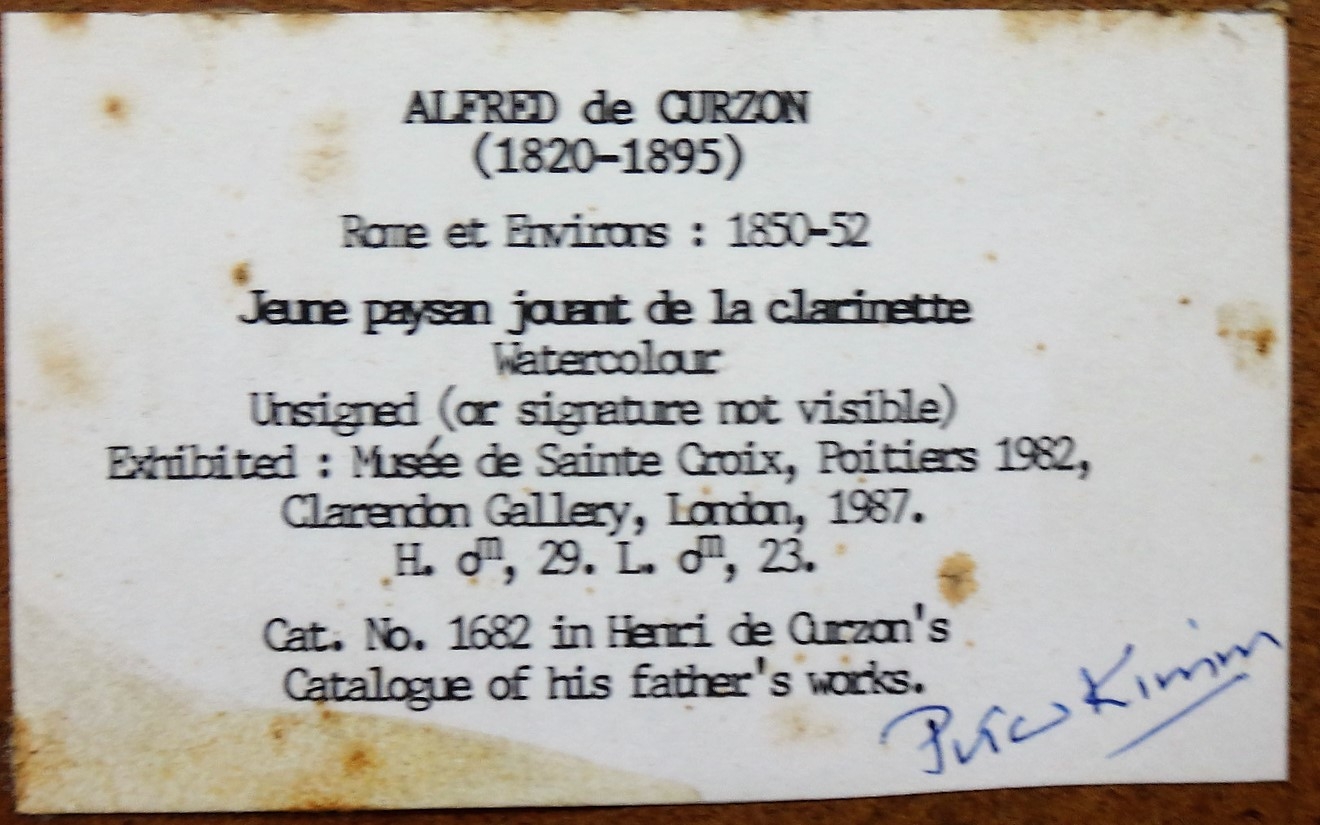 ALFRED de CURZON
(1820-1895)
Rome et Environs : 1850-52
Jeune paysan jouant de la clarinette
Watercolour
Unsigned (or signature not visible)
Exhibited : Musée de Sainte Croix, Poitiers 1982,
Clarendon Gallery, London, 1987.
H. oᵐ, 29. L. oᵐ, 23.
Cat. No. 1682 in Henri de Curzon's
Catalogue of his father's works.